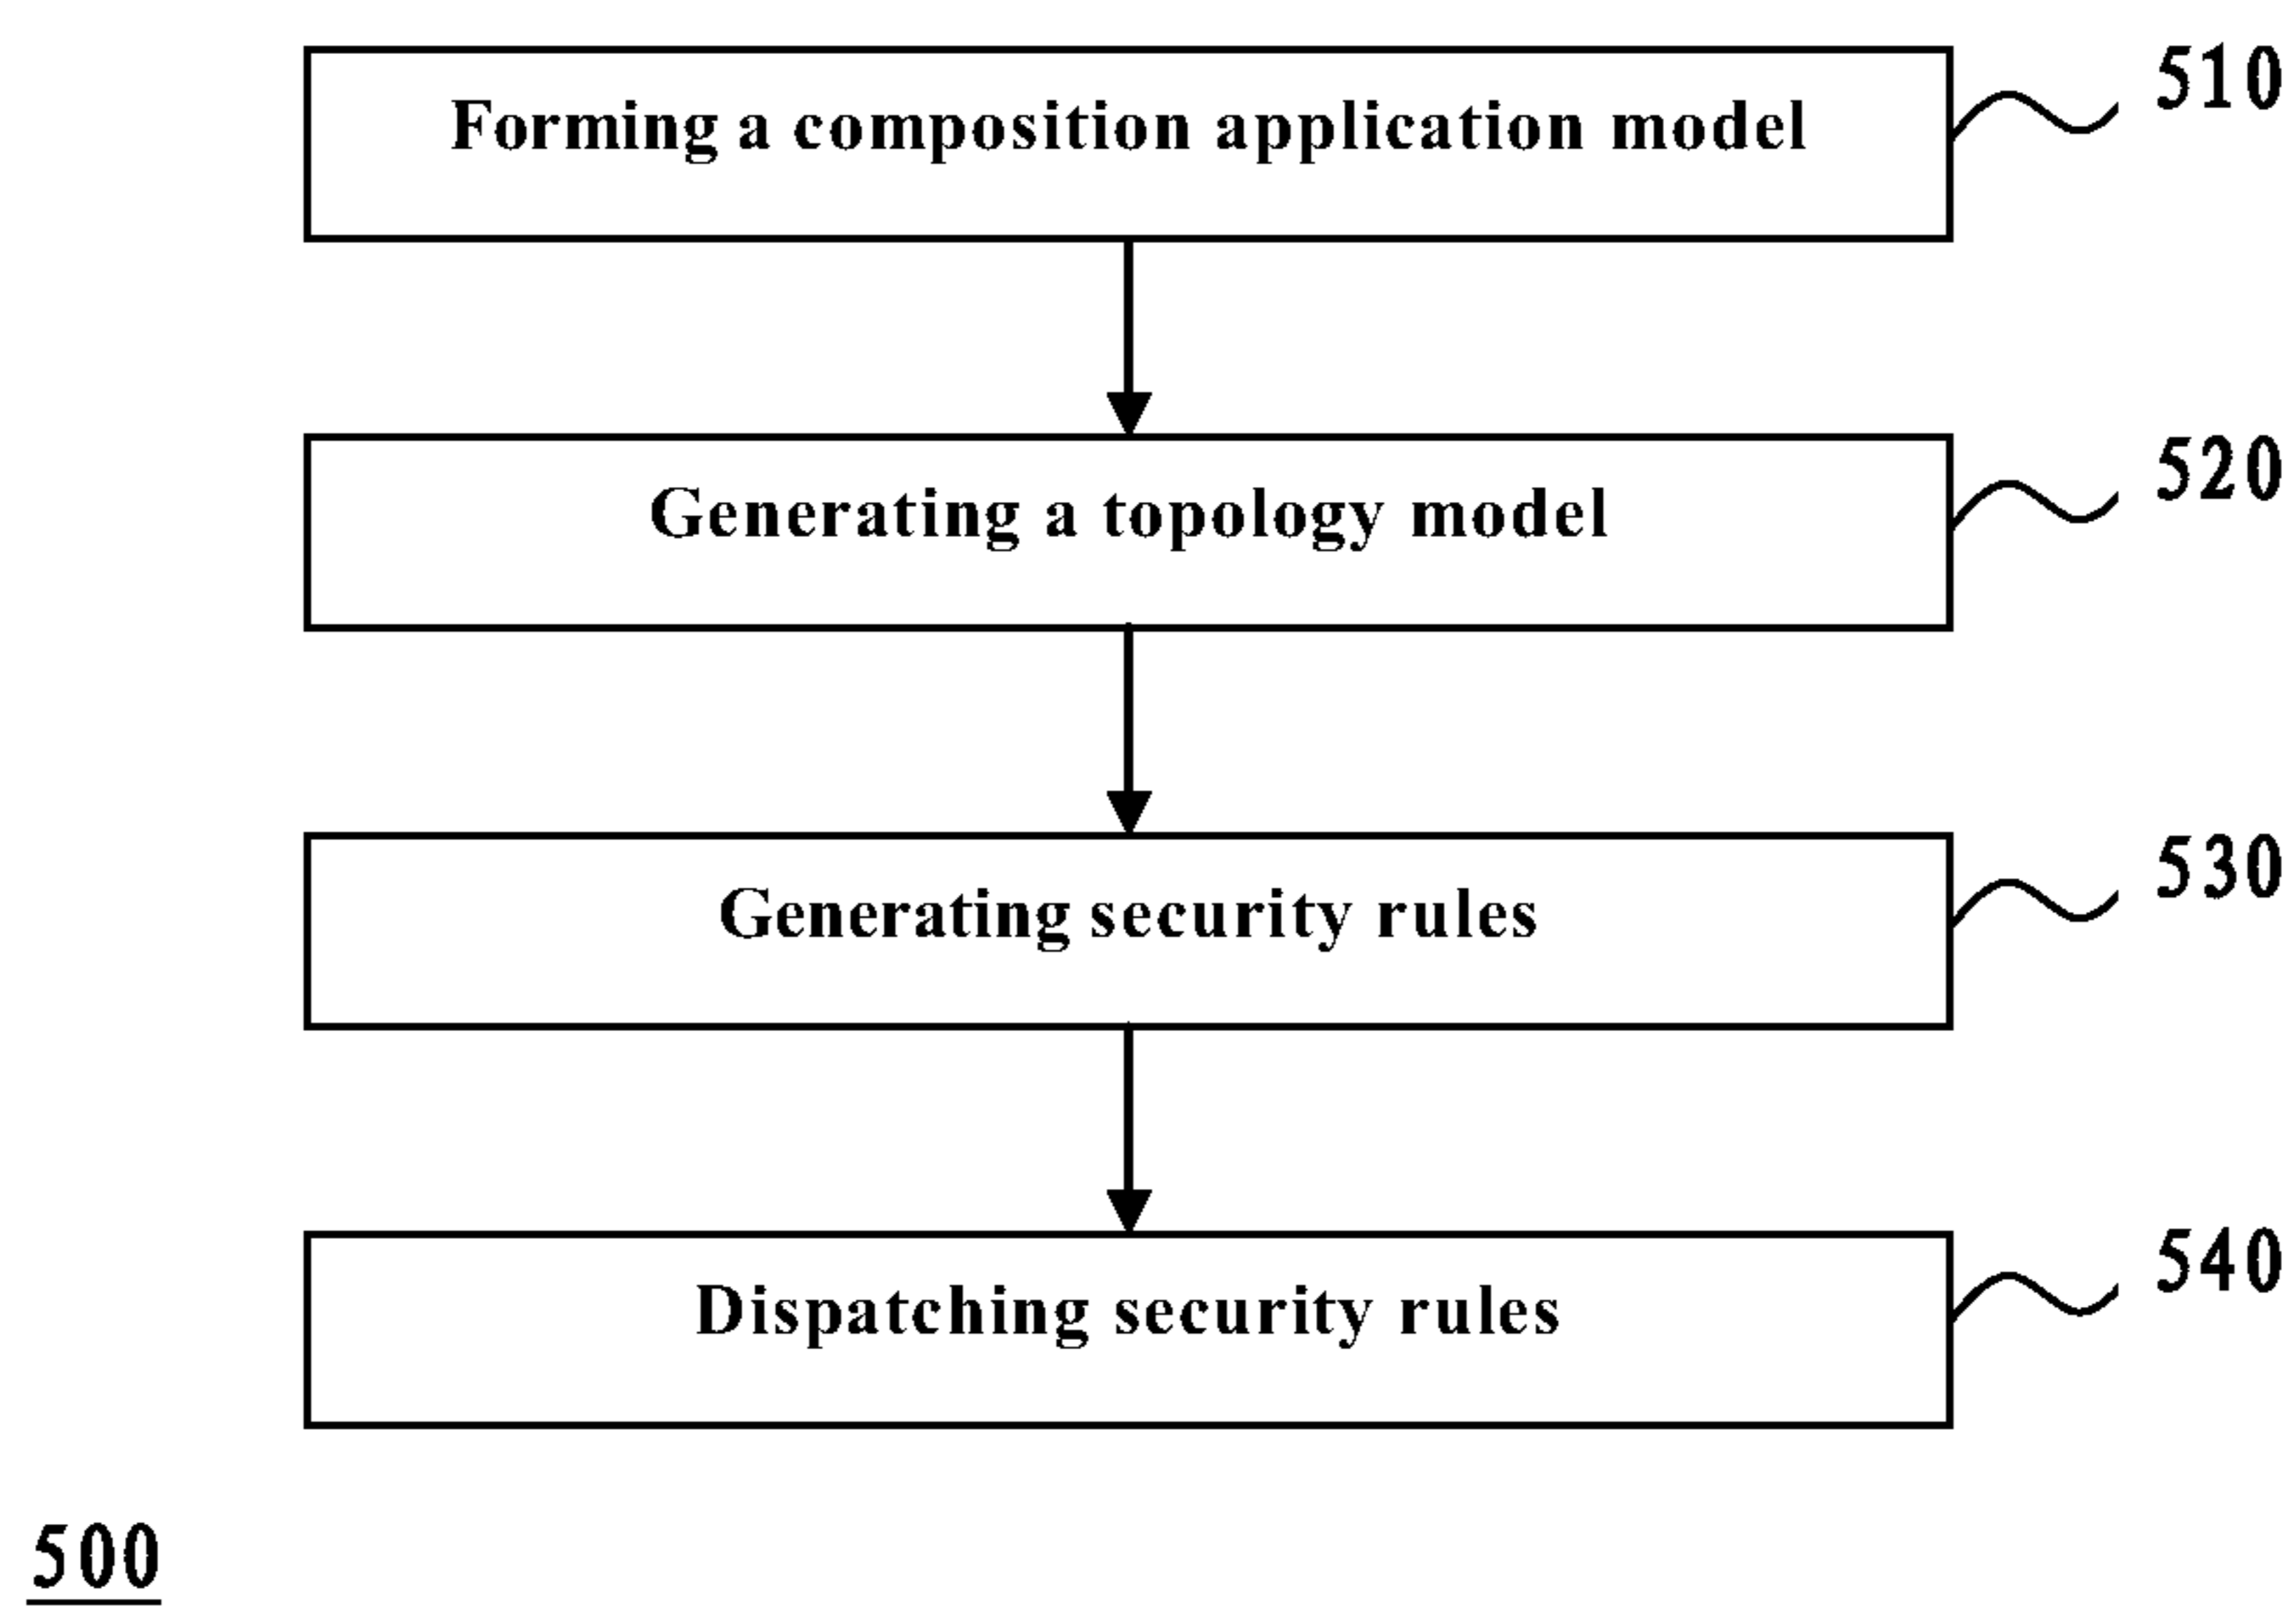 Forming a composition application model
510
Generating a topology model
520
Generating security rules
530
Dispatching security rules
540
500